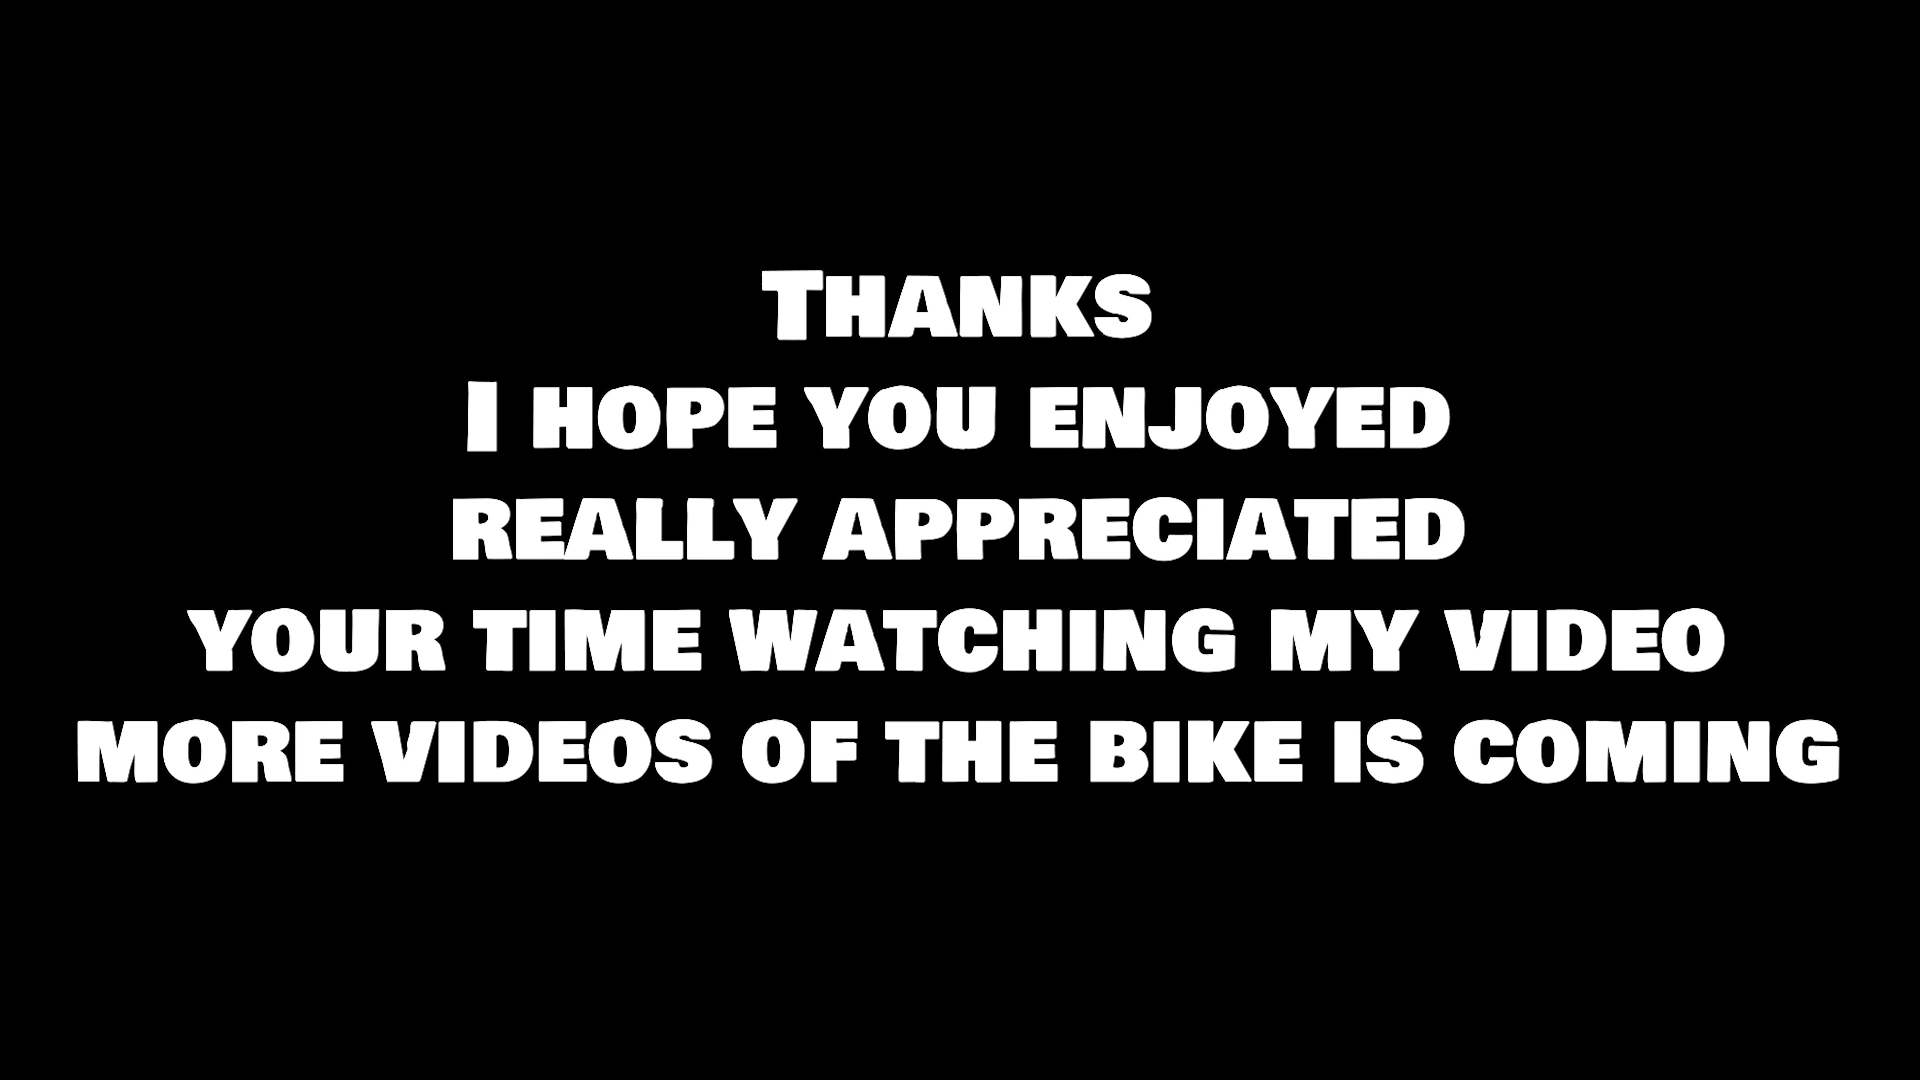 Thanks
I hope you enjoyed
really appreciated
your time watching my video
more videos of the bike is coming